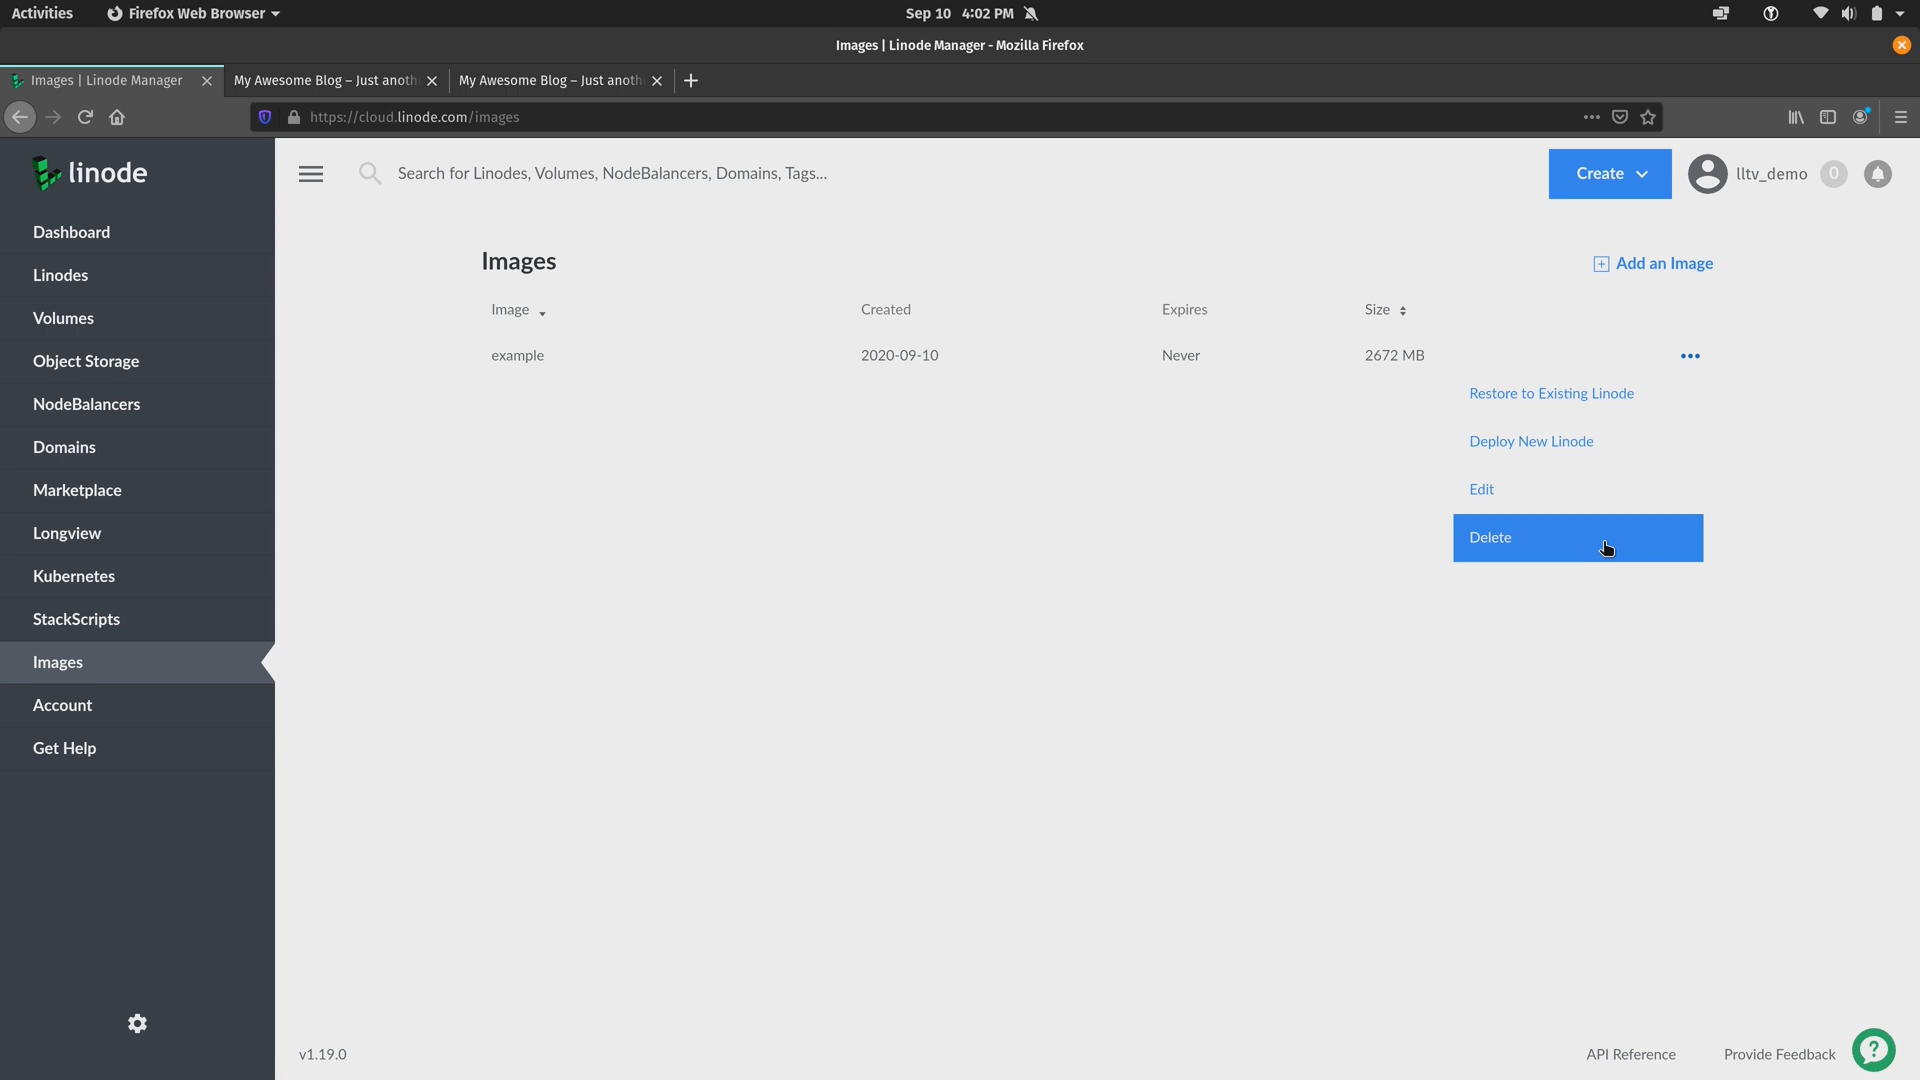 Activities Firefox Web Browser Sep 10 4:02 PM
Images | Linode Manager - Mozilla Firefox
Images | Linode Manager My Awesome Blog – Just anoth My Awesome Blog – Just anoth
https://cloud.linode.com/images
linode
Search for Linodes, Volumes, NodeBalancers, Domains, Tags...
Create
lltv_demo
0
Dashboard
Linodes
Volumes
Object Storage
NodeBalancers
Domains
Marketplace
Longview
Kubernetes
StackScripts
Images
Account
Get Help
Images
Add an Image
Image Created Expires Size
example 2020-09-10 Never 2672 MB
Restore to Existing Linode
Deploy New Linode
Edit
Delete
v1.19.0
API Reference
Provide Feedback